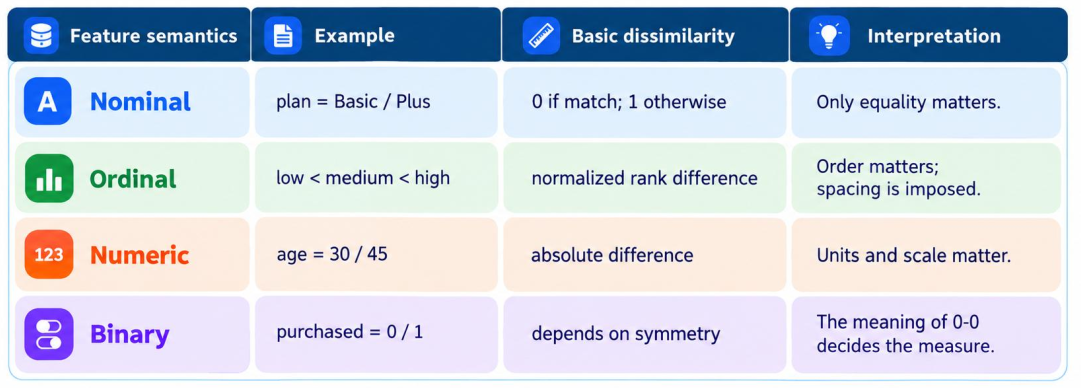 Feature semantics Example Basic dissimilarity Interpretation
A Nominal plan = Basic / Plus 0 if match; 1 otherwise Only equality matters.
Ordinal low < medium < high normalized rank difference Order matters;
spacing is imposed.
123 Numeric age = 30 / 45 absolute difference Units and scale matter.
Binary purchased = 0 / 1 depends on symmetry The meaning of 0-0
decides the measure.